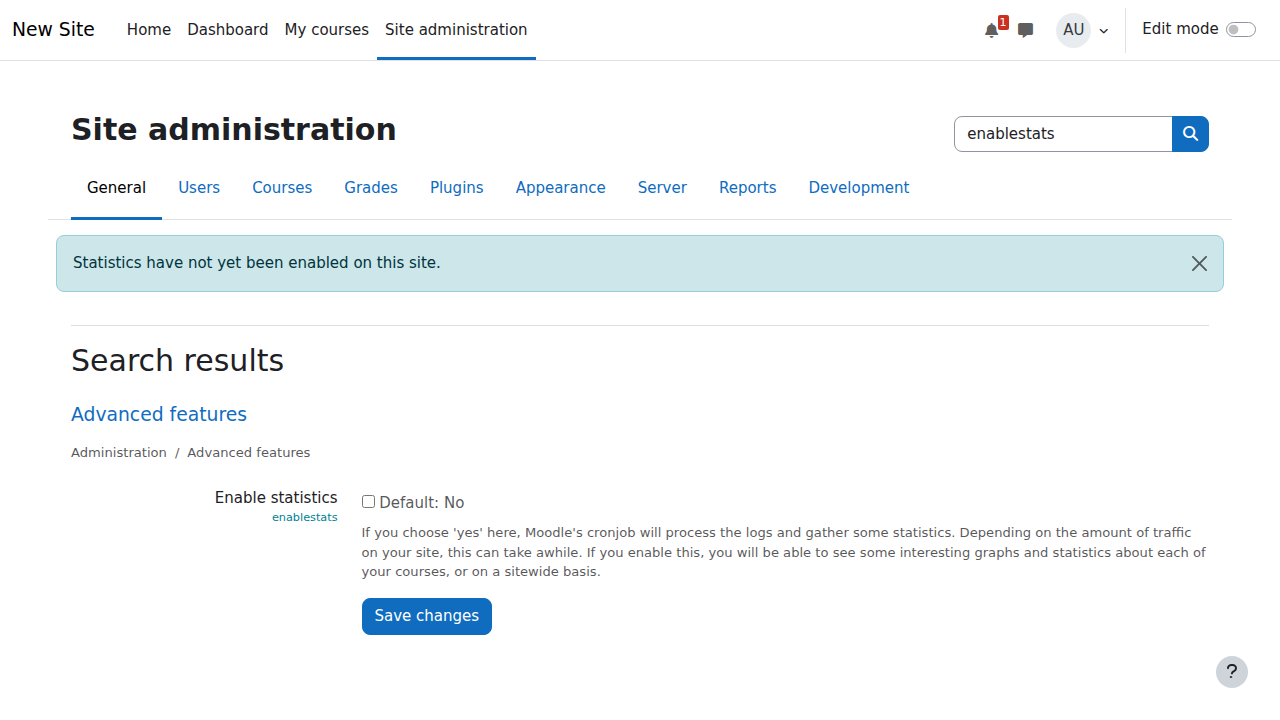 New Site
Home
Dashboard
My courses
Site administration
1
AU
Edit mode
Site administration
enablestats
General
Users
Courses
Grades
Plugins
Appearance
Server
Reports
Development
Statistics have not yet been enabled on this site.
Search results
Advanced features
Administration / Advanced features
Enable statistics
enablestats
Default: No
If you choose 'yes' here, Moodle's cronjob will process the logs and gather some statistics. Depending on the amount of traffic
on your site, this can take awhile. If you enable this, you will be able to see some interesting graphs and statistics about each of
your courses, or on a sitewide basis.
Save changes
?